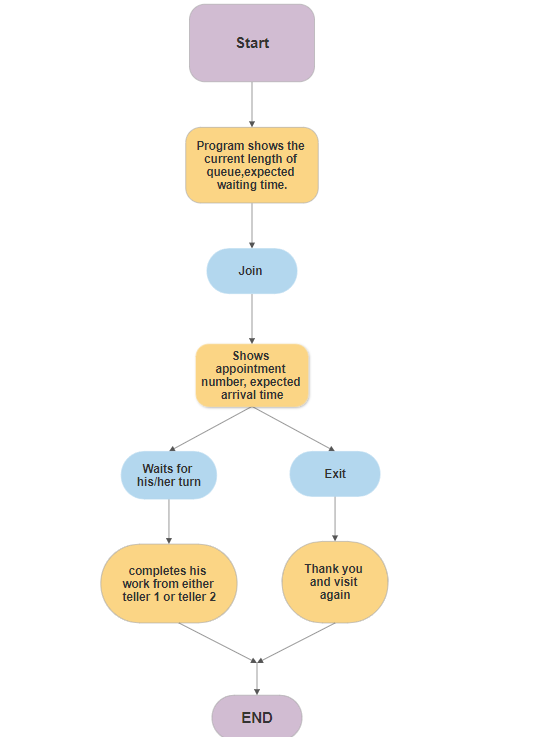 Start
Program shows the
current length of
queue,expected
waiting time.
Join
Shows
appointment
number, expected
arrival time
Waits for
his/her turn
Exit
completes his
work from either
teller 1 or teller 2
Thank you
and visit
again
END